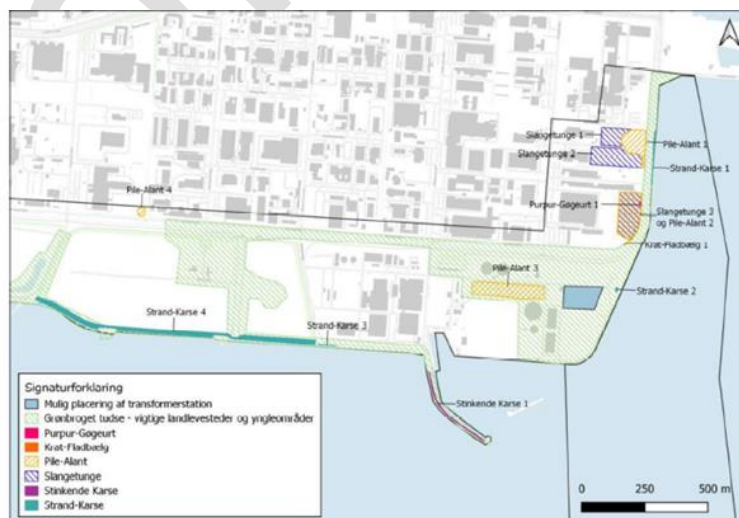 Slangetunge 1
Slangetunge 2
Pile-Alant 1
Strand-Karse 1
Pile-Alant 4
Purpur-Gøgeurt 1
Slangetunge 3
og Pile-Alant 2
Krat-Fladbælg 1
Pile-Alant 3
Strand-Karse 2
Strand-Karse 4
Strand-Karse 3
Stinkende Karse 1
Signaturforklaring
Mulig placering af transformerstation
Grønbroget tudse - vigtige landlevesteder og yngleområder
Purpur-Gøgeurt
Krat-Fladbælg
Pile-Alant
Slangetunge
Stinkende Karse
Strand-Karse
0 250 500 m